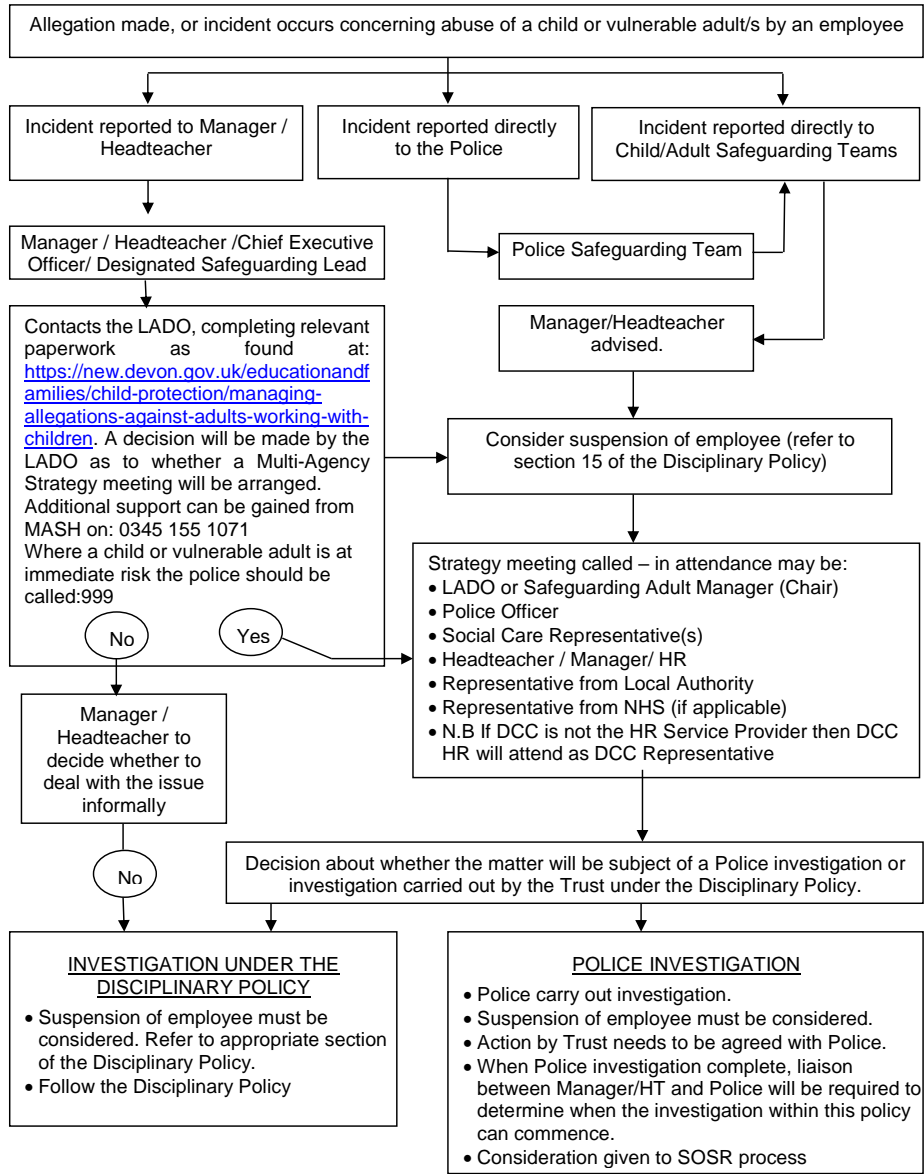 Allegation made, or incident occurs concerning abuse of a child or vulnerable adult/s by an employee
Incident reported to Manager /
Headteacher
Incident reported directly
to the Police
Incident reported directly to
Child/Adult Safeguarding Teams
Manager / Headteacher /Chief Executive
Officer/ Designated Safeguarding Lead
Police Safeguarding Team
Contacts the LADO, completing relevant
paperwork as found at:
https://new.devon.gov.uk/educationandf
amilies/child-protection/managing-
allegations-against-adults-working-with-
children. A decision will be made by the
LADO as to whether a Multi-Agency
Strategy meeting will be arranged.
Additional support can be gained from
MASH on: 0345 155 1071
Where a child or vulnerable adult is at
immediate risk the police should be
called:999
No
Yes
Manager/Headteacher
advised.
Consider suspension of employee (refer to
section 15 of the Disciplinary Policy)
Strategy meeting called – in attendance may be:
• LADO or Safeguarding Adult Manager (Chair)
• Police Officer
• Social Care Representative(s)
• Headteacher / Manager/ HR
• Representative from Local Authority
• Representative from NHS (if applicable)
• N.B If DCC is not the HR Service Provider then DCC
HR will attend as DCC Representative
Manager /
Headteacher to
decide whether to
deal with the issue
informally
No
Decision about whether the matter will be subject of a Police investigation or
investigation carried out by the Trust under the Disciplinary Policy.
INVESTIGATION UNDER THE
DISCIPLINARY POLICY
• Suspension of employee must be
considered. Refer to appropriate section
of the Disciplinary Policy.
• Follow the Disciplinary Policy
POLICE INVESTIGATION
• Police carry out investigation.
• Suspension of employee must be considered.
• Action by Trust needs to be agreed with Police.
• When Police investigation complete, liaison
between Manager/HT and Police will be required to
determine when the investigation within this policy
can commence.
• Consideration given to SOSR process